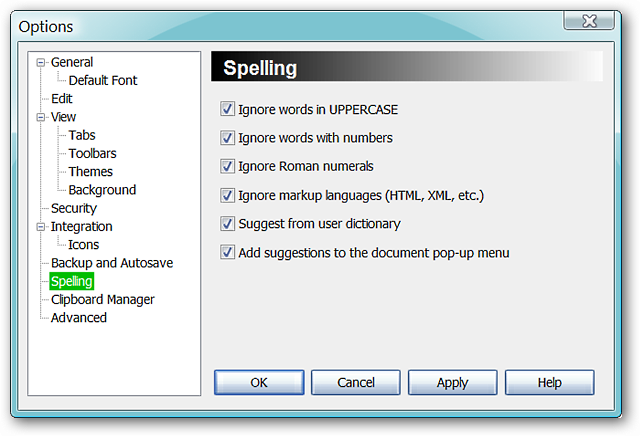 Options
General
Default Font
Edit
View
Tabs
Toolbars
Themes
Background
Security
Integration
Icons
Backup and Autosave
Spelling
Clipboard Manager
Advanced
Spelling
Ignore words in UPPERCASE
Ignore words with numbers
Ignore Roman numerals
Ignore markup languages (HTML, XML, etc.)
Suggest from user dictionary
Add suggestions to the document pop-up menu
OK Cancel Apply Help